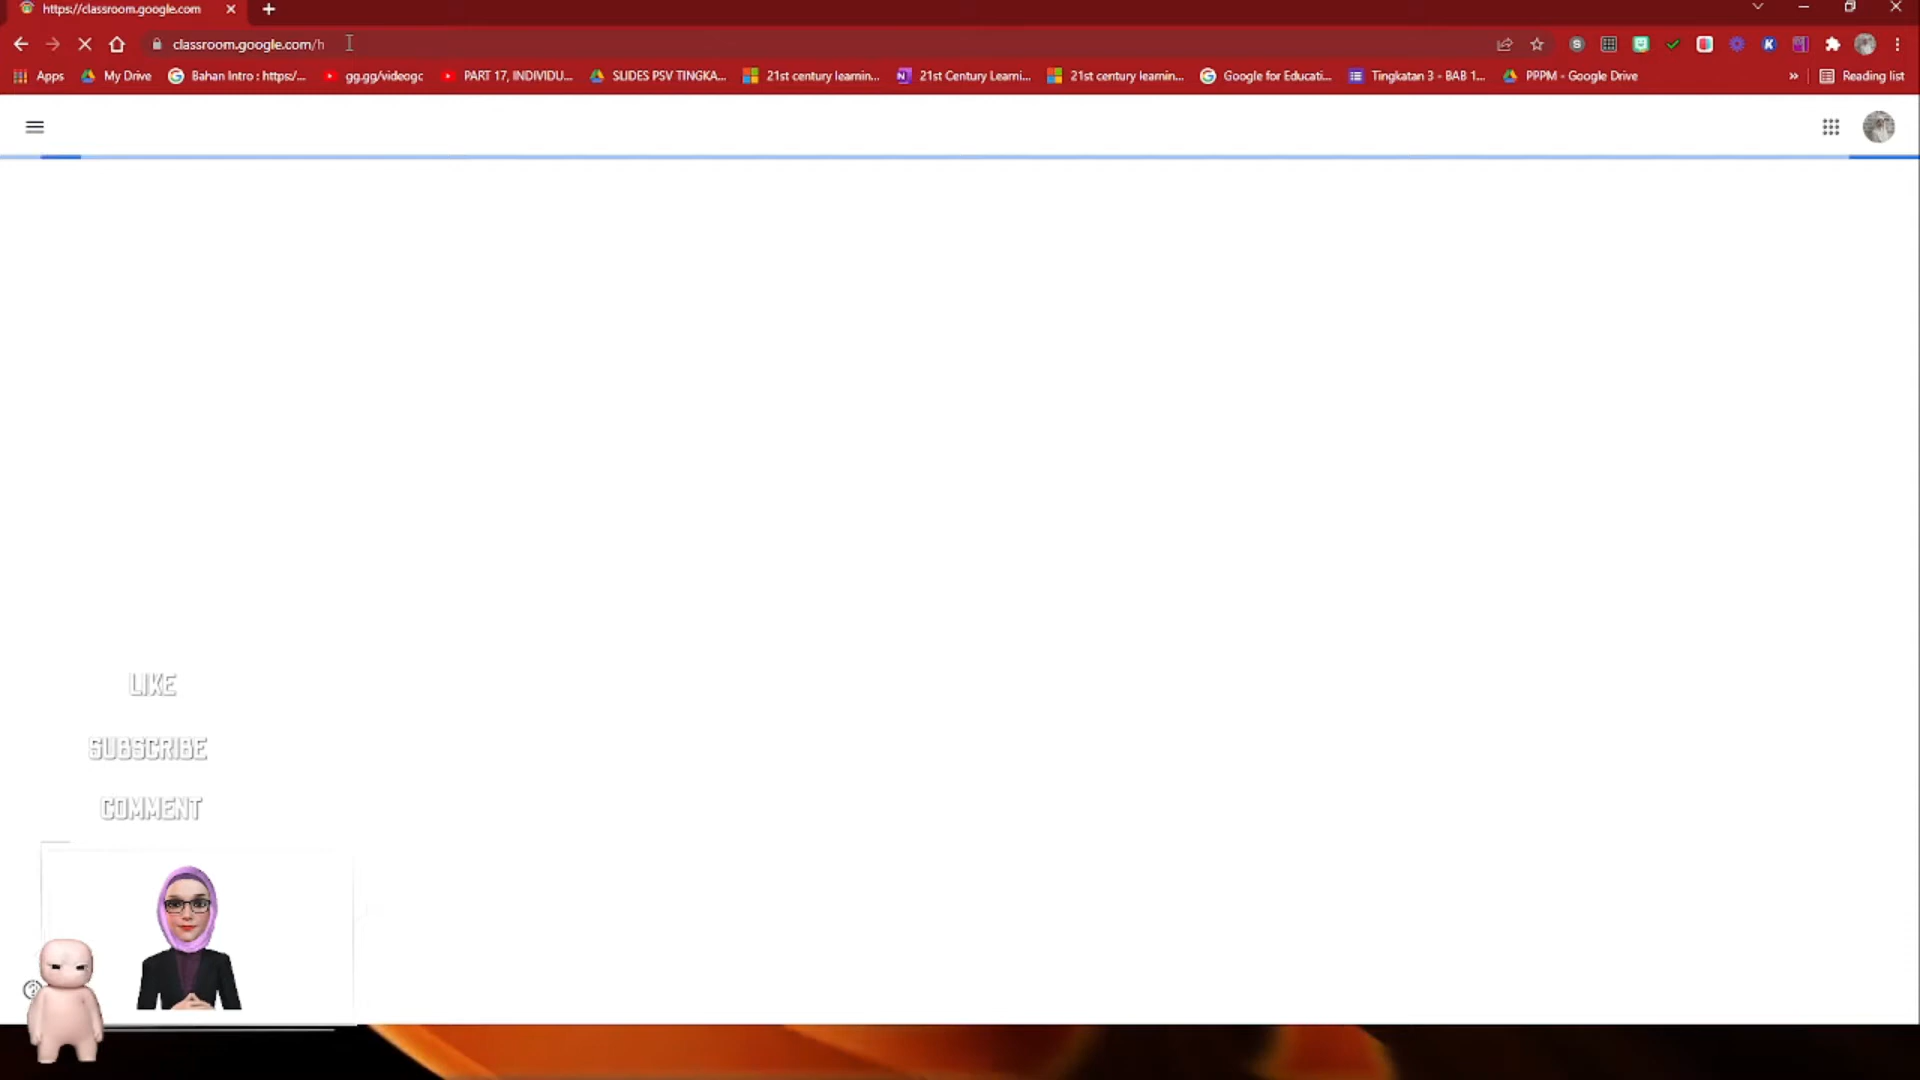 https://classroom.google.com
classroom.google.com/h
Apps My Drive Bahan Intro : https:/... gg.gg/videogc PART 17, INDIVIDU... SLIDES PSV TINGKA... 21st century learnin... 21st Century Learni... 21st century learnin... Google for Educati... Tingkatan 3 - BAB 1... PPPM - Google Drive » Reading list
LIKE
SUBSCRIBE
COMMENT